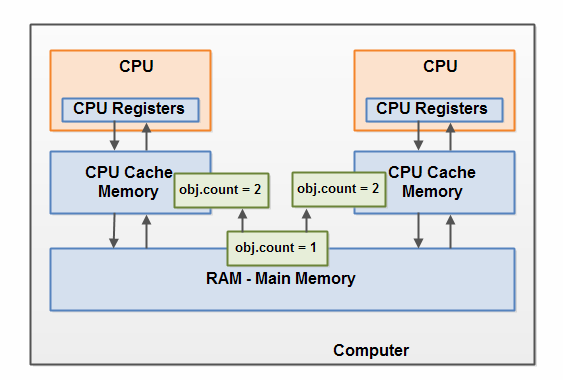 CPU
CPU
CPU Registers
CPU Registers
CPU Cache
Memory
CPU Cache
Memory
obj.count = 2
obj.count = 2
obj.count = 1
RAM - Main Memory
Computer